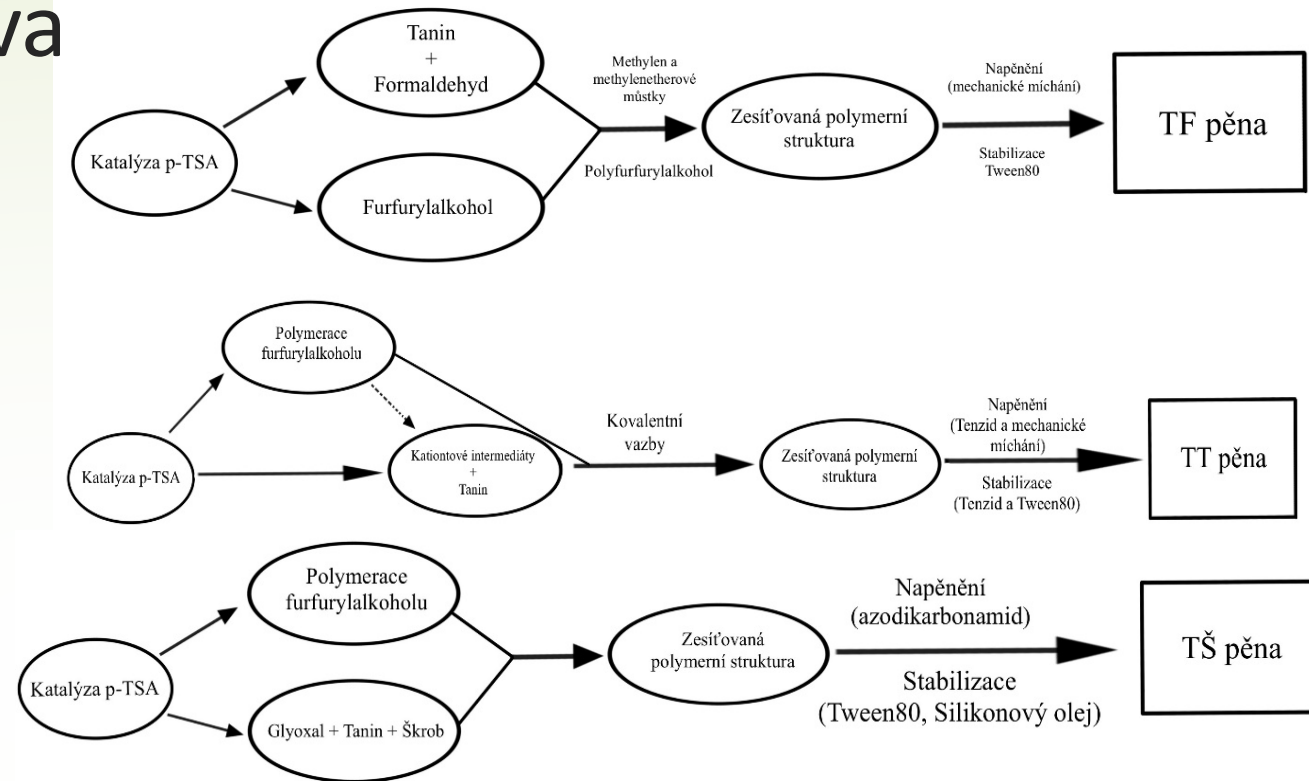 va
Tanin
+
Formaldehyd
Katalýza p-TSA
Furfurylalkohol
Methylen a
methylenetherové
můstky
Polyfurfurylalkohol
Zesíťovaná polymerní
struktura
Napěnění
(mechanické míchání)
Stabilizace
Tween80
TF pěna
Polymerace
furfurylalkoholu
Katalýza p-TSA
Kationtové intermediáty
+
Tanin
Kovalentní
vazby
Zesíťovaná polymerní
struktura
Napěnění
(Tenzid a mechanické
míchání)
Stabilizace
(Tenzid a Tween80)
TT pěna
Polymerace
furfurylalkoholu
Katalýza p-TSA
Glyoxal + Tanin + Škrob
Zesíťovaná
polymerní struktura
Napěnění
(azodikarbonamid)
Stabilizace
(Tween80, Silikonový olej)
TŠ pěna